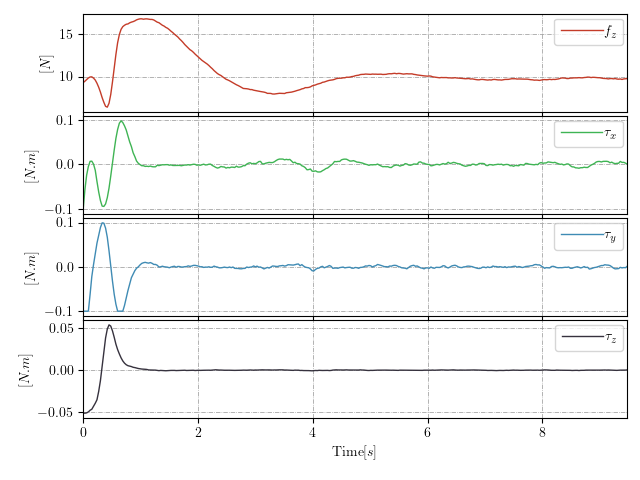 15
10
[N]
f_z
0.1
0.0
−0.1
[N.m]
τ_x
0.1
0.0
−0.1
[N.m]
τ_y
0.05
0.00
−0.05
[N.m]
τ_z
0 2 4 6 8
Time[s]